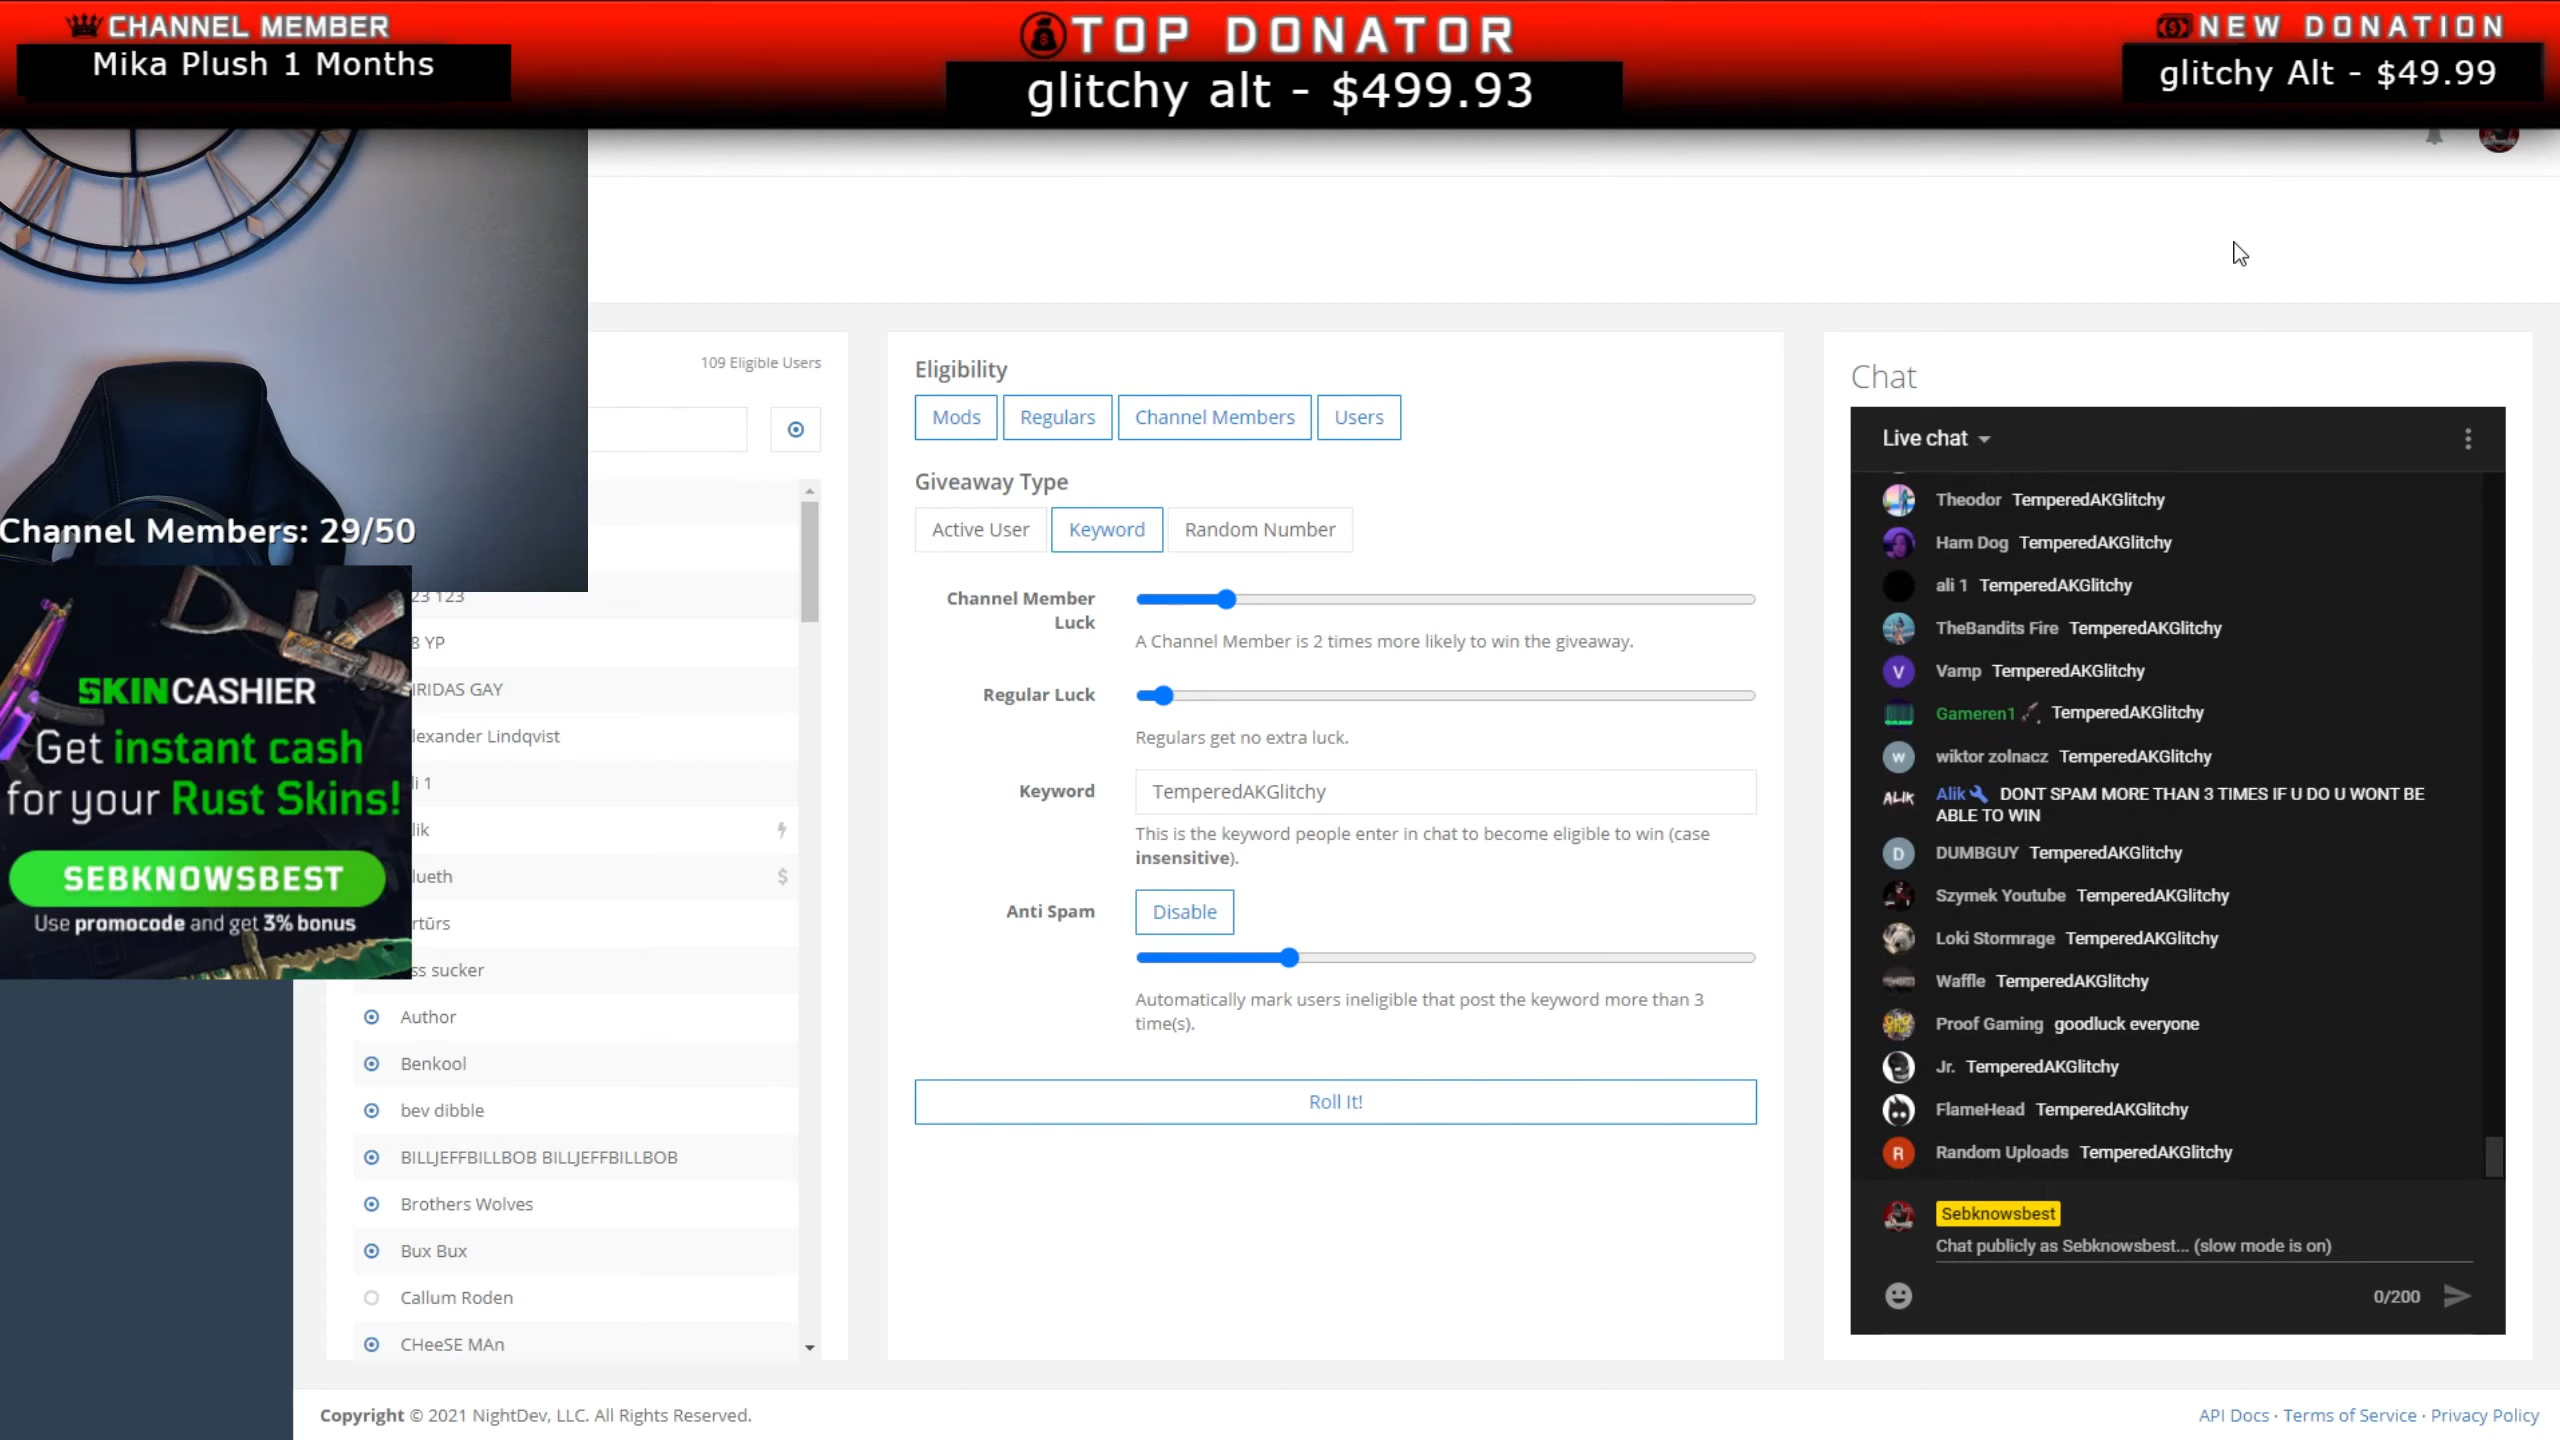 CHANNEL MEMBER
Mika Plush 1 Months
TOP DONATOR
glitchy alt - $499.93
NEW DONATION
glitchy Alt - $49.99
Channel Members: 29/50
SKINCASHIER
Get instant cash
for your Rust Skins!
SEBKNOWSBEST
Use promocode and get 3% bonus
109 Eligible Users
23 123
8 YP
IRIDAS GAY
lexander Lindqvist
li 1
lik
lueth
$
rtūrs
ss sucker
Author
Benkool
bev dibble
BILLJEFFBILLBOB BILLJEFFBILLBOB
Brothers Wolves
Bux Bux
Callum Roden
CHeeSE MAn
Eligibility
Mods
Regulars
Channel Members
Users
Giveaway Type
Active User
Keyword
Random Number
Channel Member
Luck
A Channel Member is 2 times more likely to win the giveaway.
Regular Luck
Regulars get no extra luck.
Keyword
TemperedAKGlitchy
This is the keyword people enter in chat to become eligible to win (case
insensitive).
Anti Spam
Disable
Automatically mark users ineligible that post the keyword more than 3
time(s).
Roll It!
Chat
Live chat
Theodor TemperedAKGlitchy
Ham Dog TemperedAKGlitchy
ali 1 TemperedAKGlitchy
TheBandits Fire TemperedAKGlitchy
V Vamp TemperedAKGlitchy
Gameren1 TemperedAKGlitchy
w wiktor zolnacz TemperedAKGlitchy
ALIK Alik DONT SPAM MORE THAN 3 TIMES IF U DO U WONT BE
ABLE TO WIN
D DUMBGUY TemperedAKGlitchy
Szymek Youtube TemperedAKGlitchy
Loki Stormrage TemperedAKGlitchy
Waffle TemperedAKGlitchy
Proof Gaming goodluck everyone
Jr. TemperedAKGlitchy
FlameHead TemperedAKGlitchy
R Random Uploads TemperedAKGlitchy
Sebknowsbest
Chat publicly as Sebknowsbest... (slow mode is on)
0/200
Copyright © 2021 NightDev, LLC. All Rights Reserved.
API Docs · Terms of Service · Privacy Policy